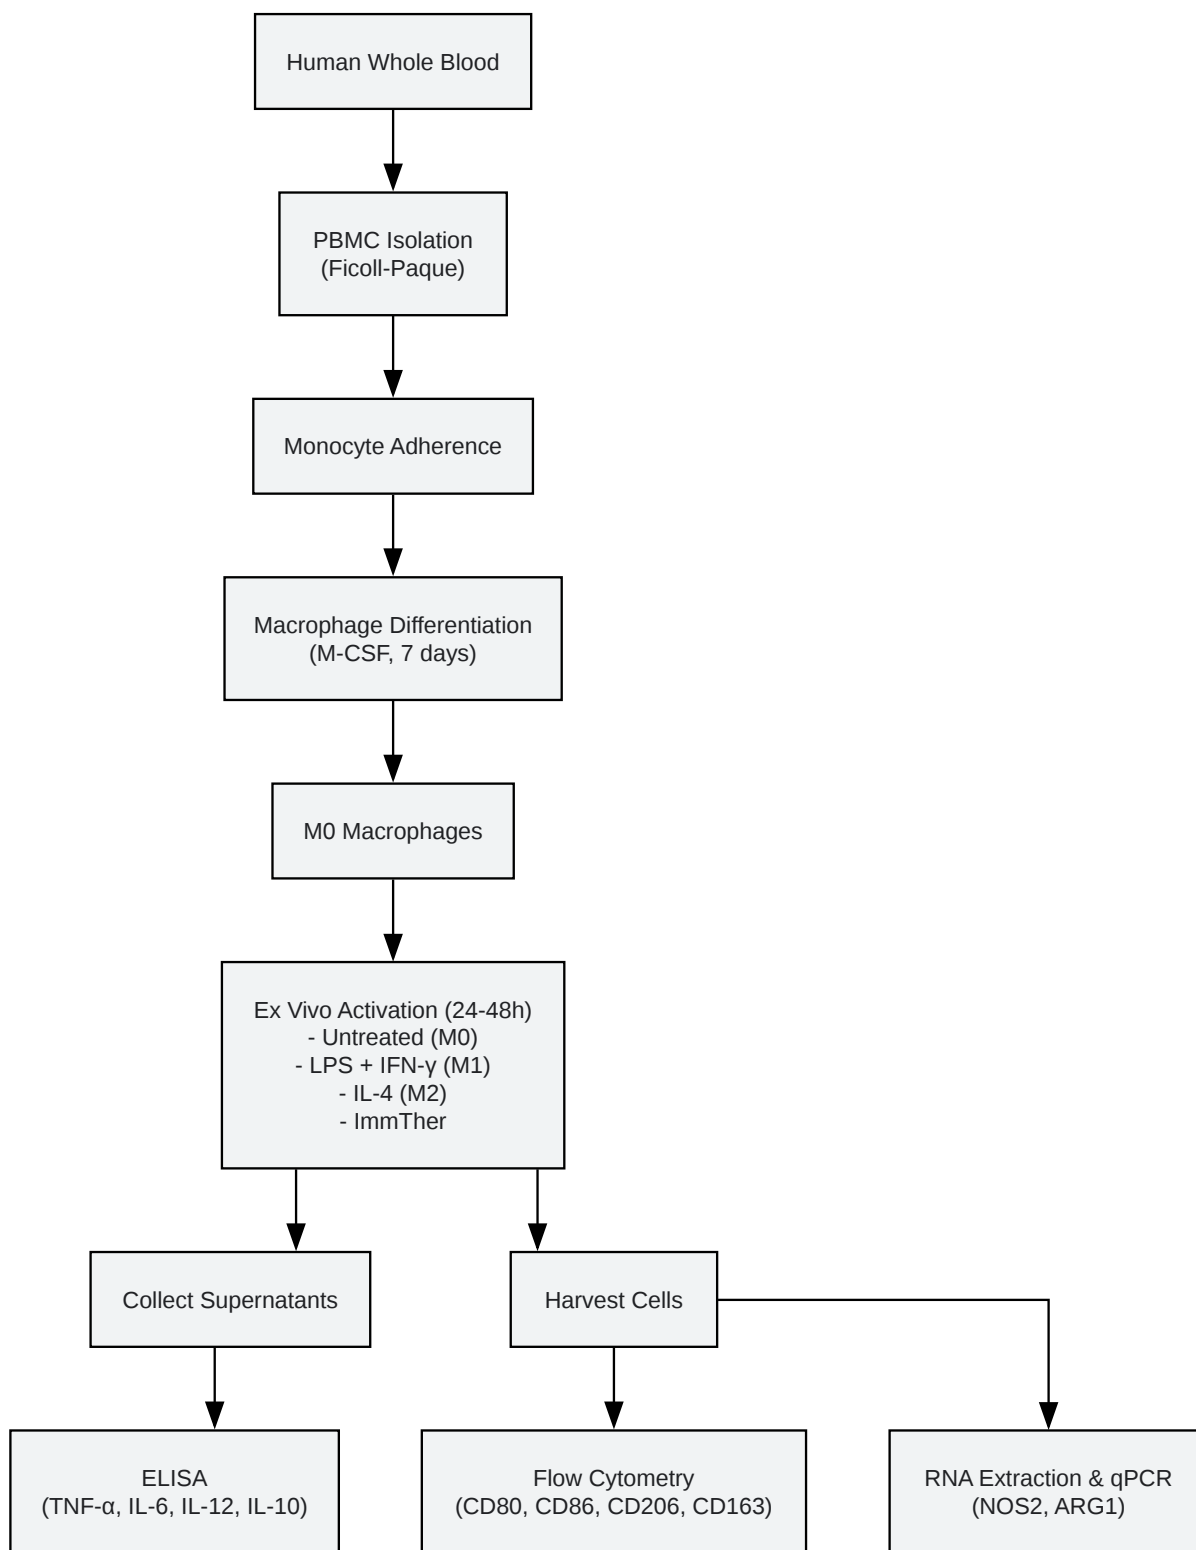 Human Whole Blood
PBMC Isolation
(Ficoll-Paque)
Monocyte Adherence
Macrophage Differentiation
(M-CSF, 7 days)
M0 Macrophages
Ex Vivo Activation (24-48h)
- Untreated (M0)
- LPS + IFN-γ (M1)
- IL-4 (M2)
- ImmTher
Collect Supernatants
Harvest Cells
ELISA
(TNF-α, IL-6, IL-12, IL-10)
Flow Cytometry
(CD80, CD86, CD206, CD163)
RNA Extraction & qPCR
(NOS2, ARG1)